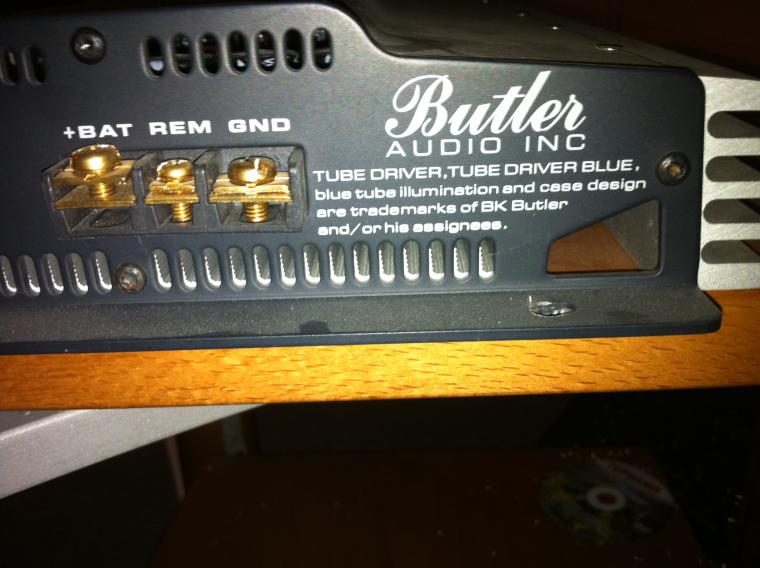 +BAT REM GND
Butler
AUDIO INC
TUBE DRIVER,TUBE DRIVER BLUE,
blue tube illumination and case design
are trademarks of BK Butler
and/or his assignees.